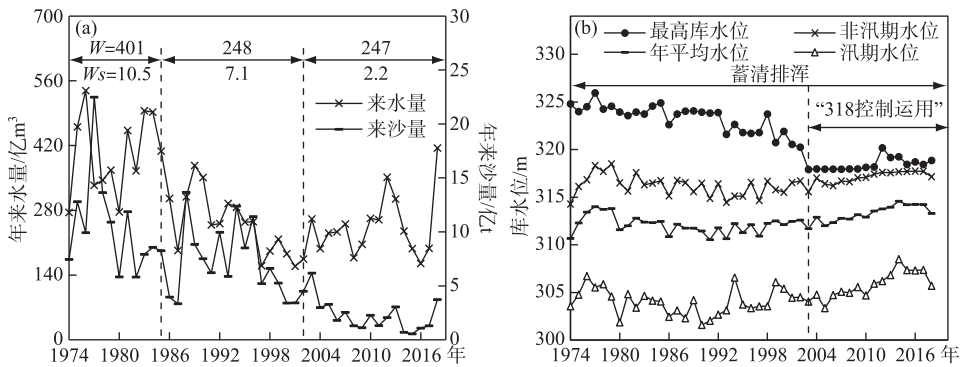 (a)
W=401 248 247
Ws=10.5 7.1 2.2
来水量
来沙量
年来水量/亿m³
700
560
420
280
140
0
年来沙量/亿t
30
25
20
15
10
5
0
1974 1980 1986 1992 1998 2004 2010 2018 年
(b)
最高库水位 非汛期水位
年平均水位 汛期水位
蓄清排浑
“318控制运用”
库水位/m
330
325
320
315
310
305
300
1974 1980 1986 1992 1998 2004 2010 2018 年